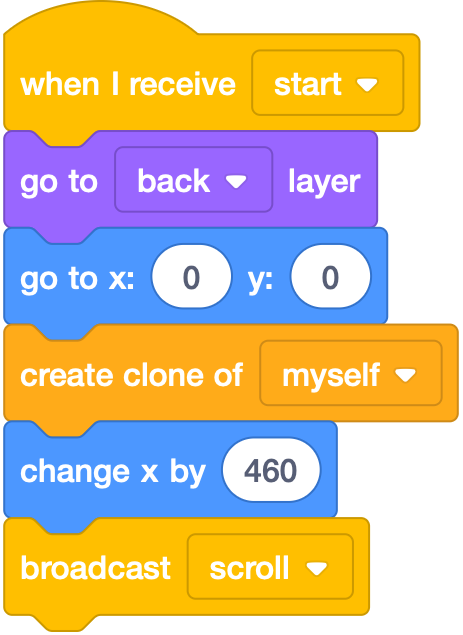 when I receive start
go to back layer
go to x: 0 y: 0
create clone of myself
change x by 460
broadcast scroll